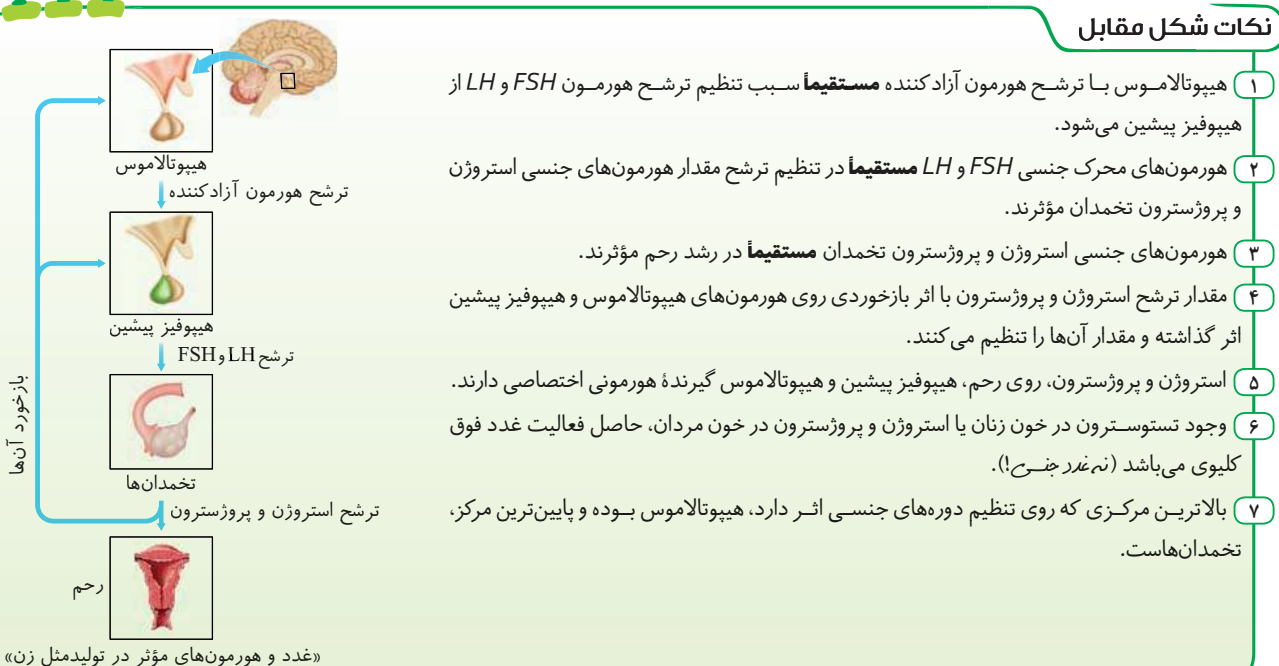 نکات شکل مقابل
۱ هیپوتالاموس با ترشح هورمون آزادکننده مستقیماً سبب تنظیم ترشح هورمون FSH و LH از
هیپوفیز پیشین می‌شود.
۲ هورمون‌های محرک جنسی FSH و LH مستقیماً در تنظیم ترشح مقدار هورمون‌های جنسی استروژن
و پروژسترون تخمدان مؤثرند.
۳ هورمون‌های جنسی استروژن و پروژسترون تخمدان مستقیماً در رشد رحم مؤثرند.
۴ مقدار ترشح استروژن و پروژسترون با اثر بازخوردی روی هورمون‌های هیپوتالاموس و هیپوفیز پیشین
اثر گذاشته و مقدار آن‌ها را تنظیم می‌کنند.
۵ استروژن و پروژسترون، روی رحم، هیپوفیز پیشین و هیپوتالاموس گیرندۀ هورمونی اختصاصی دارند.
۶ وجود تستوسترون در خون زنان یا استروژن و پروژسترون در خون مردان، حاصل فعالیت غدد فوق
کلیوی می‌باشد (نه غدد جنسی!).
۷ بالاترین مرکزی که روی تنظیم دوره‌های جنسی اثر دارد، هیپوتالاموس بوده و پایین‌ترین مرکز،
تخمدان‌هاست.
هیپوتالاموس
ترشح هورمون آزادکننده
هیپوفیز پیشین
ترشح LH و FSH
تخمدان‌ها
ترشح استروژن و پروژسترون
بازخورد آن‌ها
رحم
«غدد و هورمون‌های مؤثر در تولیدمثل زن»